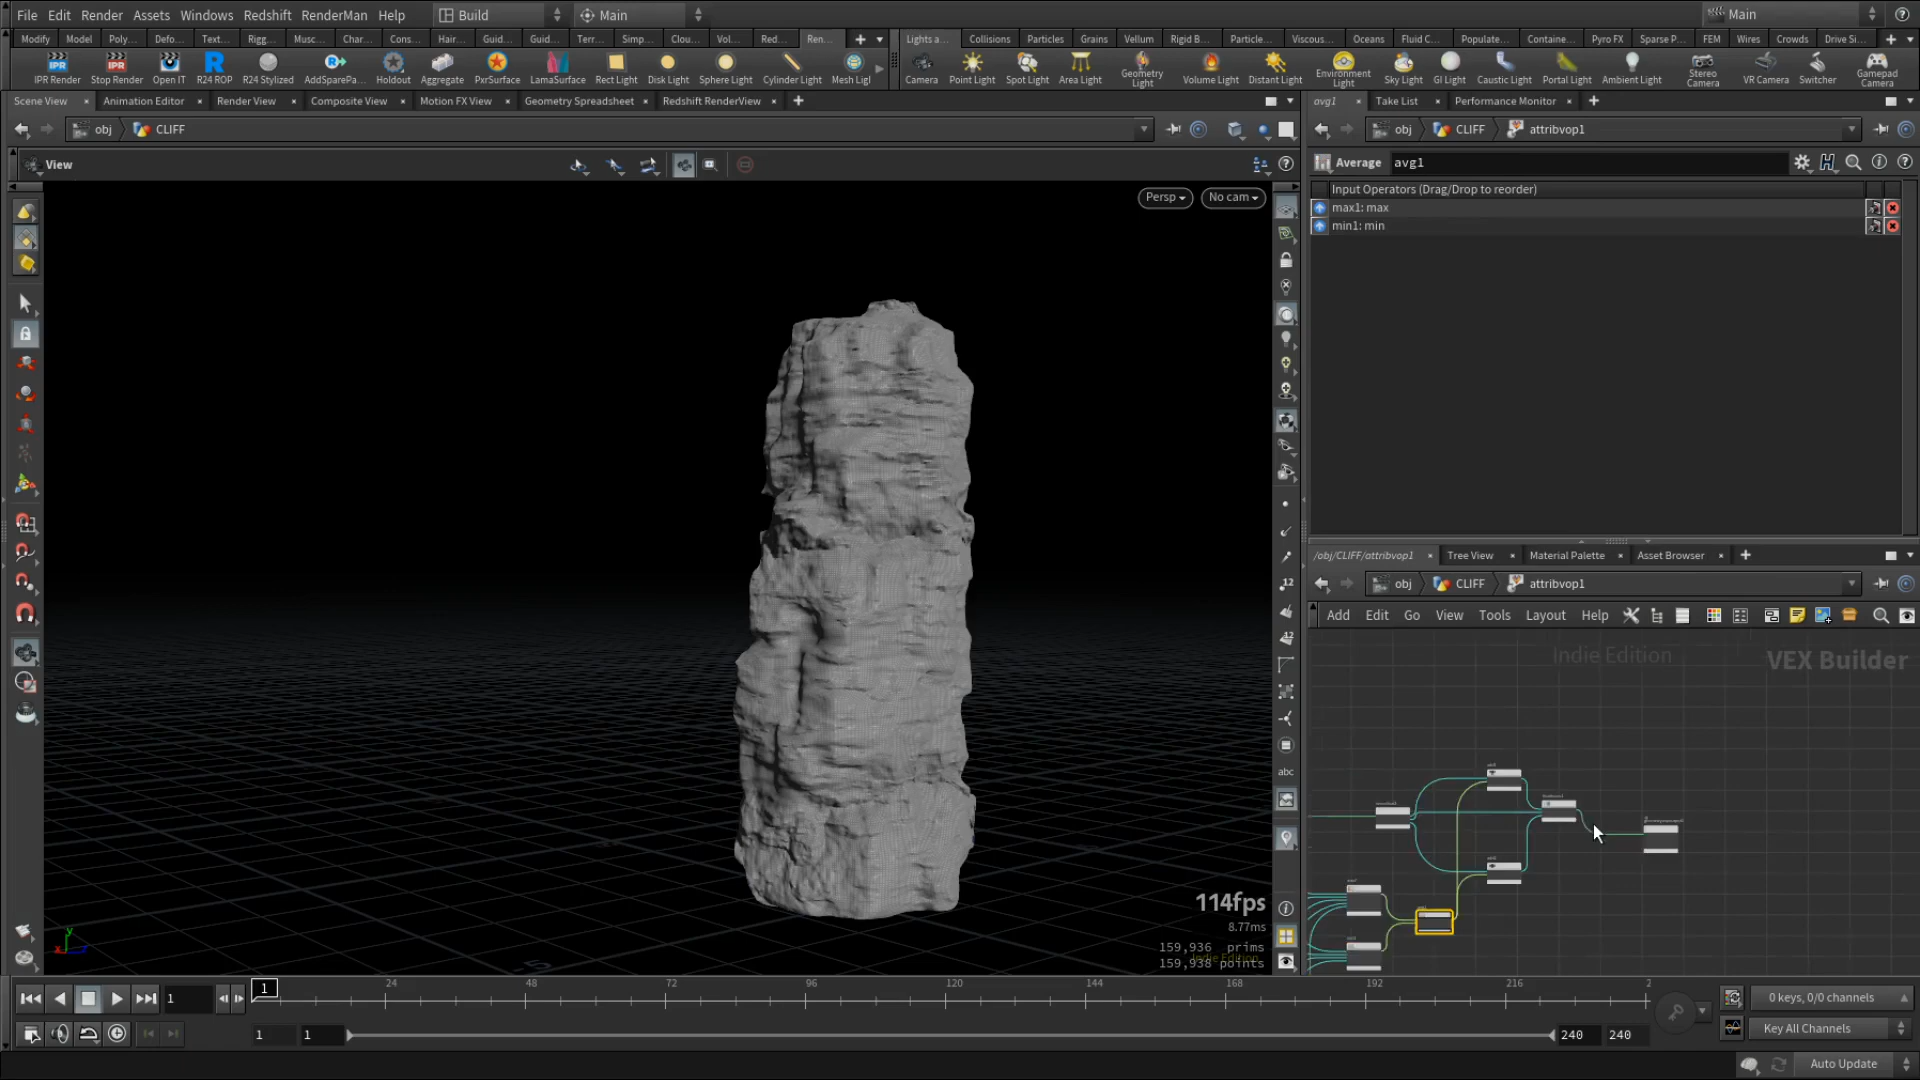 File Edit Render Assets Windows Redshift RenderMan Help Build Main Main
Modify Model Poly... Defo... Text... Rigg... Musc... Char... Cons... Hair... Guid... Guid... Terr... Simp... Clou... Vol... Red... Ren... Lights a... Collisions Particles Grains Vellum Rigid B... Particle... Viscous... Oceans Fluid C... Populate... Containe... Pyro FX Sparse P... FEM Wires Crowds Drive Si...
IPR Render Stop Render Open IT R24 ROP R24 Stylized AddSparePa... Holdout Aggregate PxrSurface LamaSurface Rect Light Disk Light Sphere Light Cylinder Light Mesh Ligl Camera Point Light Spot Light Area Light Geometry Light Volume Light Distant Light Environment Light Sky Light GI Light Caustic Light Portal Light Ambient Light Stereo Camera VR Camera Switcher Gamepad Camera
Scene View Animation Editor Render View Composite View Motion FX View Geometry Spreadsheet Redshift RenderView avg1 Take List Performance Monitor
obj CLIFF obj CLIFF attribvop1
View Average avg1
Input Operators (Drag/Drop to reorder)
Persp No cam
max1: max
min1: min
/obj/CLIFF/attribvop1 Tree View Material Palette Asset Browser
obj CLIFF attribvop1
Add Edit Go View Tools Layout Help
Indie Edition VEX Builder
12
12
abc
114fps
8.77ms
159,936 prims
Indie Edition
159,938 points
-5
x y z
1 1 24 48 72 96 120 144 168 192 216 2 0 keys, 0/0 channels
1 1 240 240 Key All Channels
Auto Update